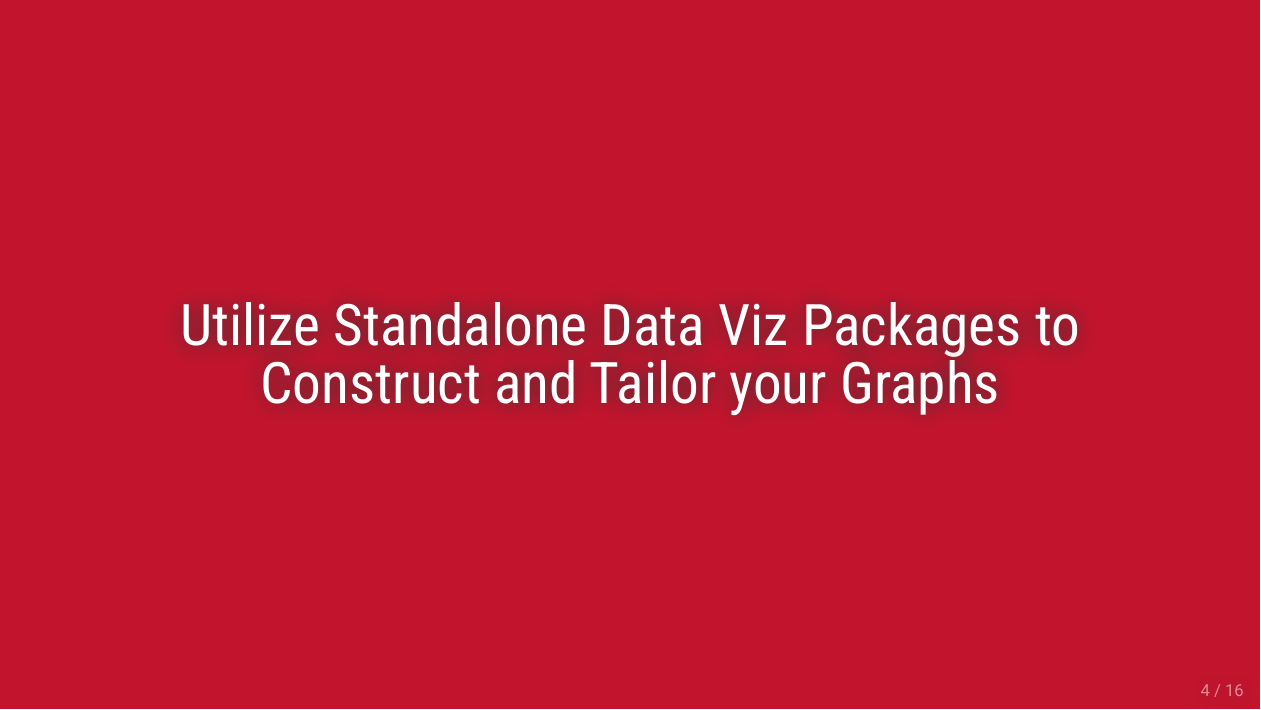 Utilize Standalone Data Viz Packages to
Construct and Tailor your Graphs
4 / 16